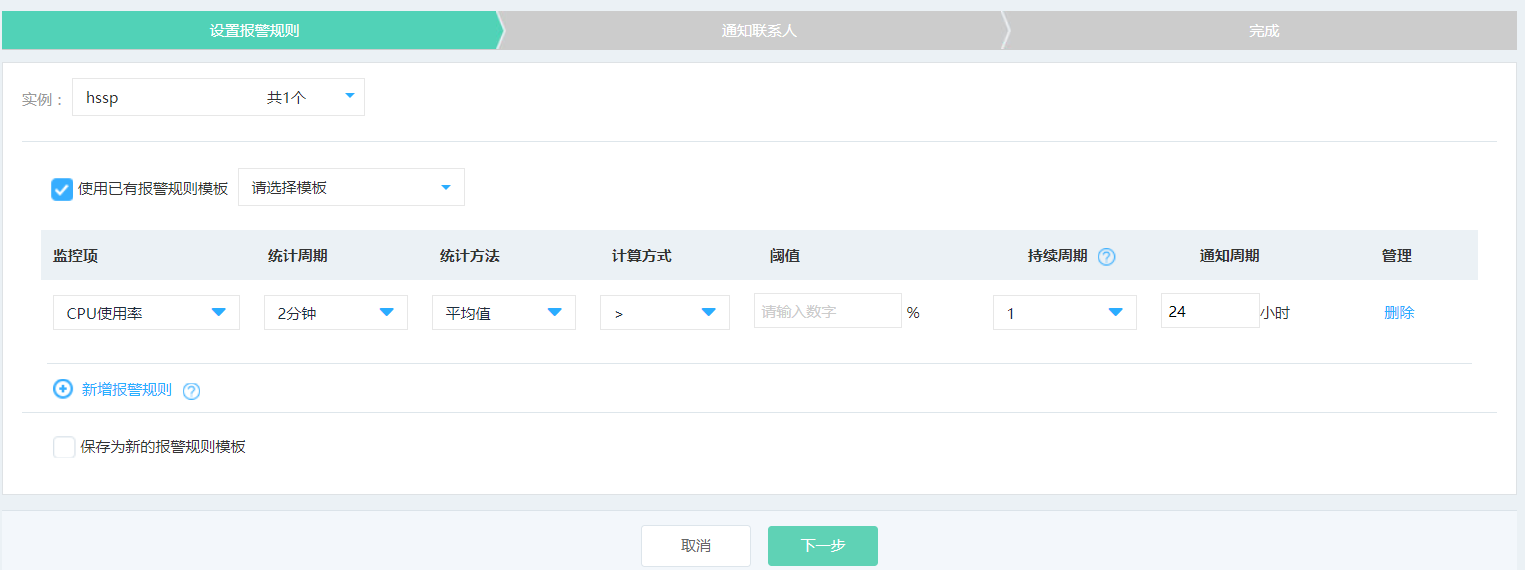 设置报警规则 通知联系人 完成
实例： hssp 共1个
使用已有报警规则模板 请选择模板
监控项 统计周期 统计方法 计算方式 阈值 持续周期 ? 通知周期 管理
CPU使用率 2分钟 平均值 > 请输入数字 % 1 24 小时 删除
新增报警规则 ?
保存为新的报警规则模板
取消 下一步